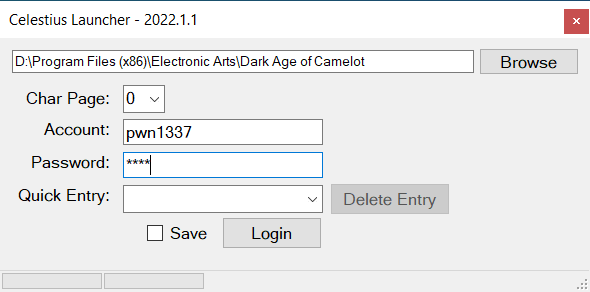 Celestius Launcher - 2022.1.1
D:\Program Files (x86)\Electronic Arts\Dark Age of Camelot Browse
Char Page: 0
Account: pwn1337
Password: ****
Quick Entry: Delete Entry
Save Login